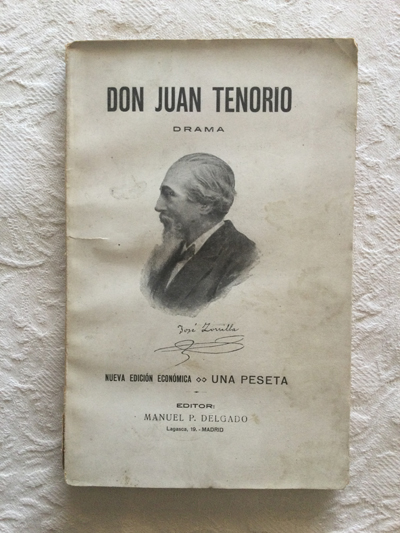 DON JUAN TENORIO
DRAMA
José Zorrilla
NUEVA EDICIÓN ECONÓMICA ◇◇ UNA PESETA
EDITOR:
MANUEL P. DELGADO
Lagasca, 19.-MADRID